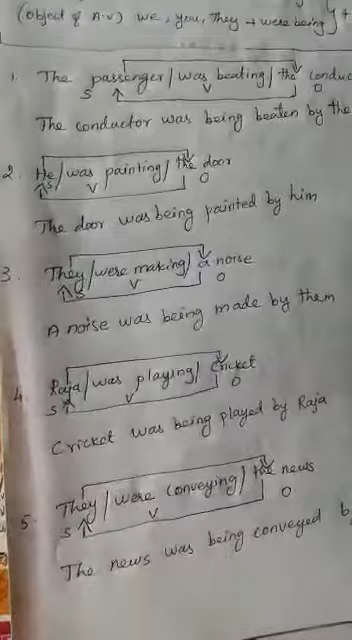 (object of A.V) we, you, they → were being
1. The passenger / was beating / the conduc
S V O
The conductor was being beaten by the
2. He / was painting / the door
S V O
The door was being painted by him
3. They / were making / a noise
S V O
A noise was being made by them
4. Raja / was playing / cricket
S V O
Cricket was being played by Raja
5. They / were conveying / the news
S V O
The news was being conveyed b